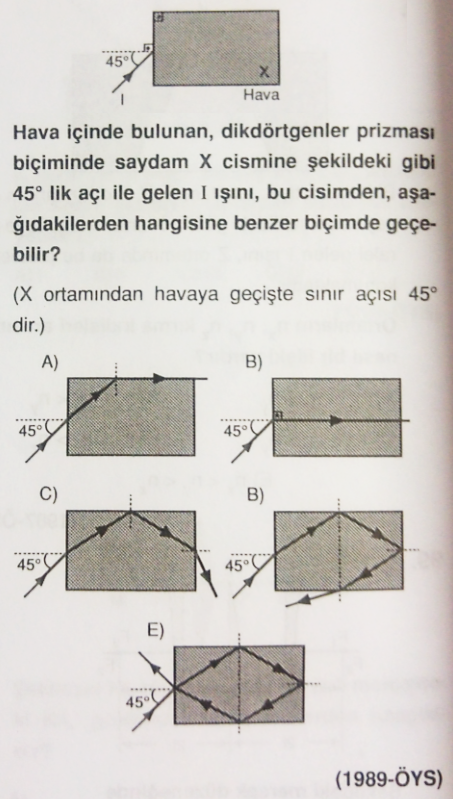 45°
I
X
Hava
Hava içinde bulunan, dikdörtgenler prizması
biçiminde saydam X cismine şekildeki gibi
45° lik açı ile gelen I ışını, bu cisimden, aşa-
ğıdakilerden hangisine benzer biçimde geçe-
bilir?
(X ortamından havaya geçişte sınır açısı 45°
dir.)
A)
B)
45°
45°
C)
B)
45°
45°
E)
45°
(1989-ÖYS)